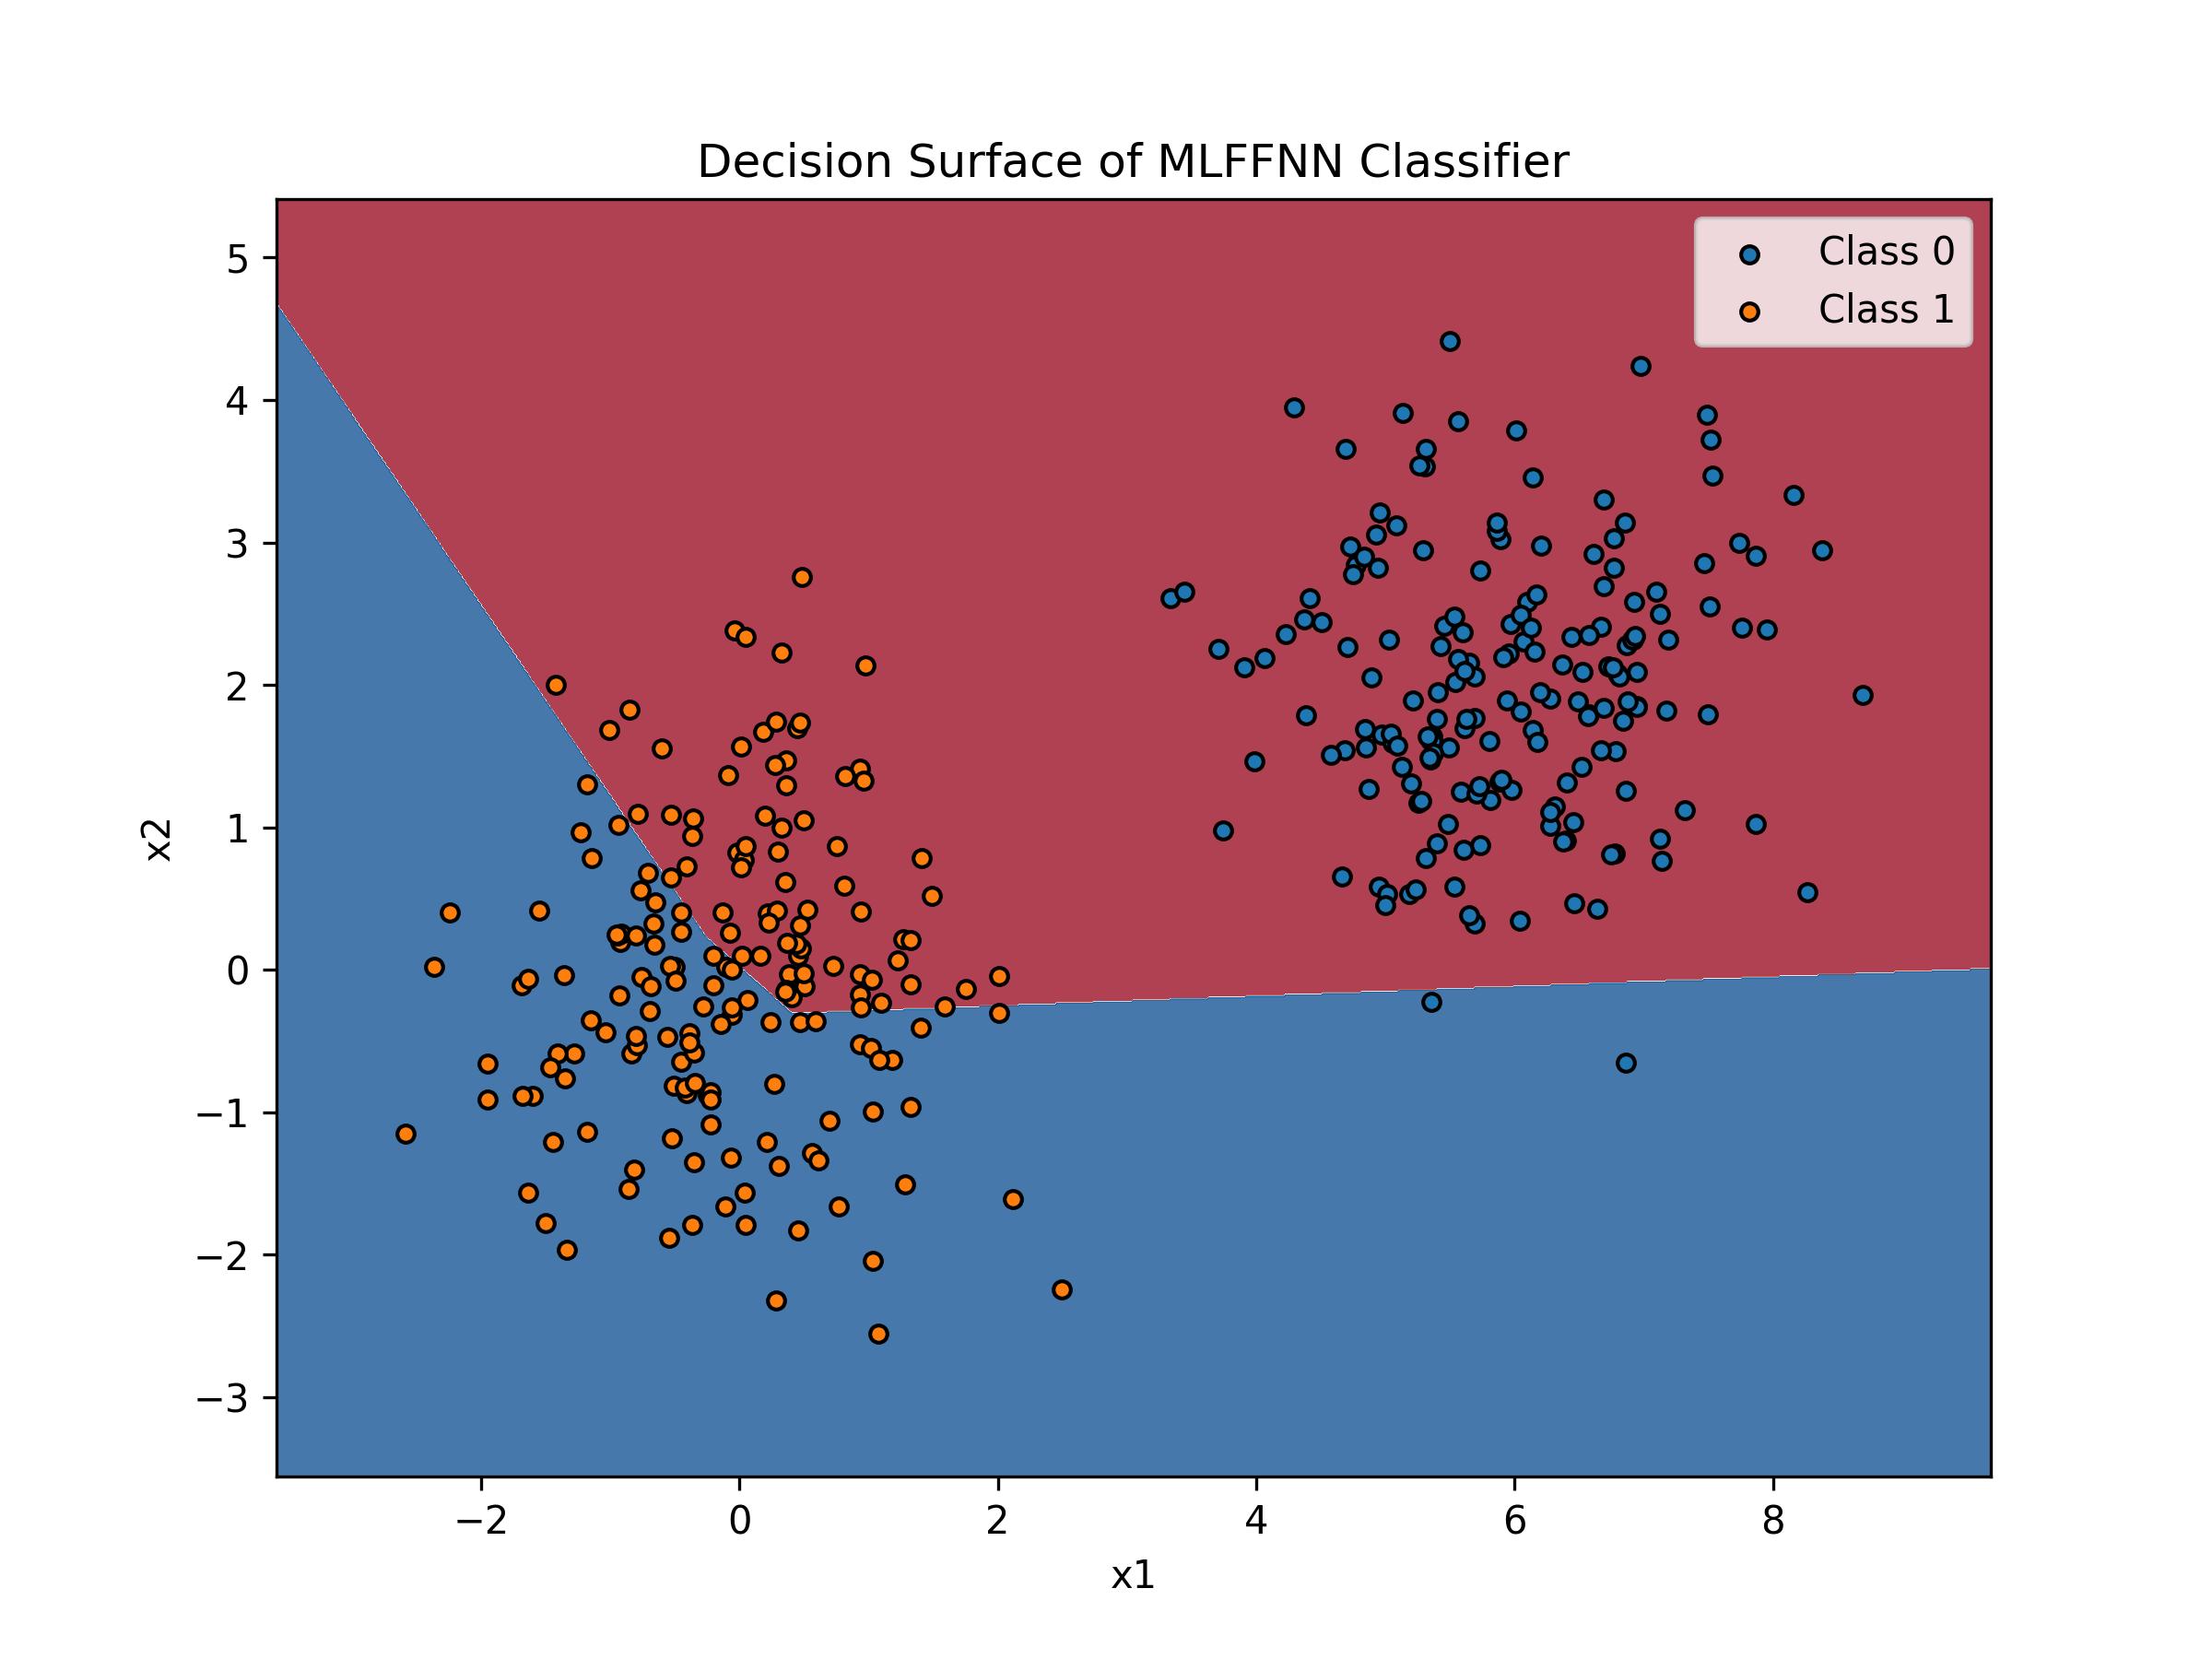 Decision Surface of MLFFNN Classifier
Class 0
Class 1
5
4
3
2
1
0
−1
−2
−3
x2
−2 0 2 4 6 8
x1